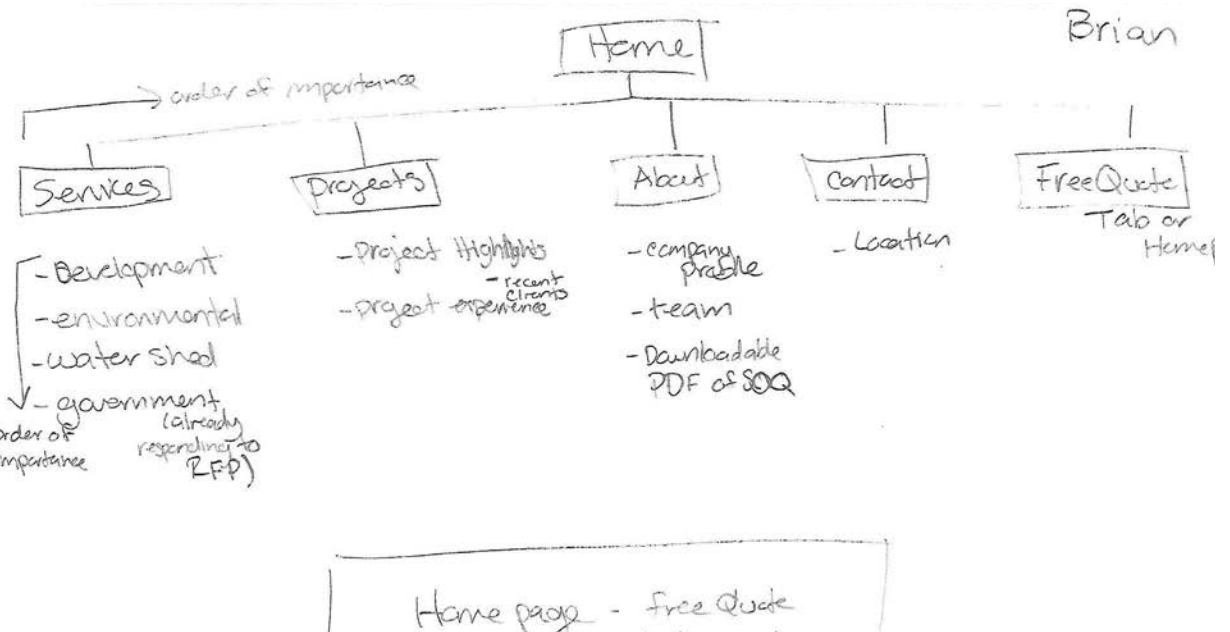 Brian
Home
order of importance
Services
Projects
About
Contact
Free Quote
Tab or
- Development
- environmental
- water shed
- government
(already
responding to
RFP)
order of
importance
- Project Highlights
- recent
clients
- project experience
- company
profile
- team
- Downloadable
PDF of SOQ
- Location
Home page - free Quote